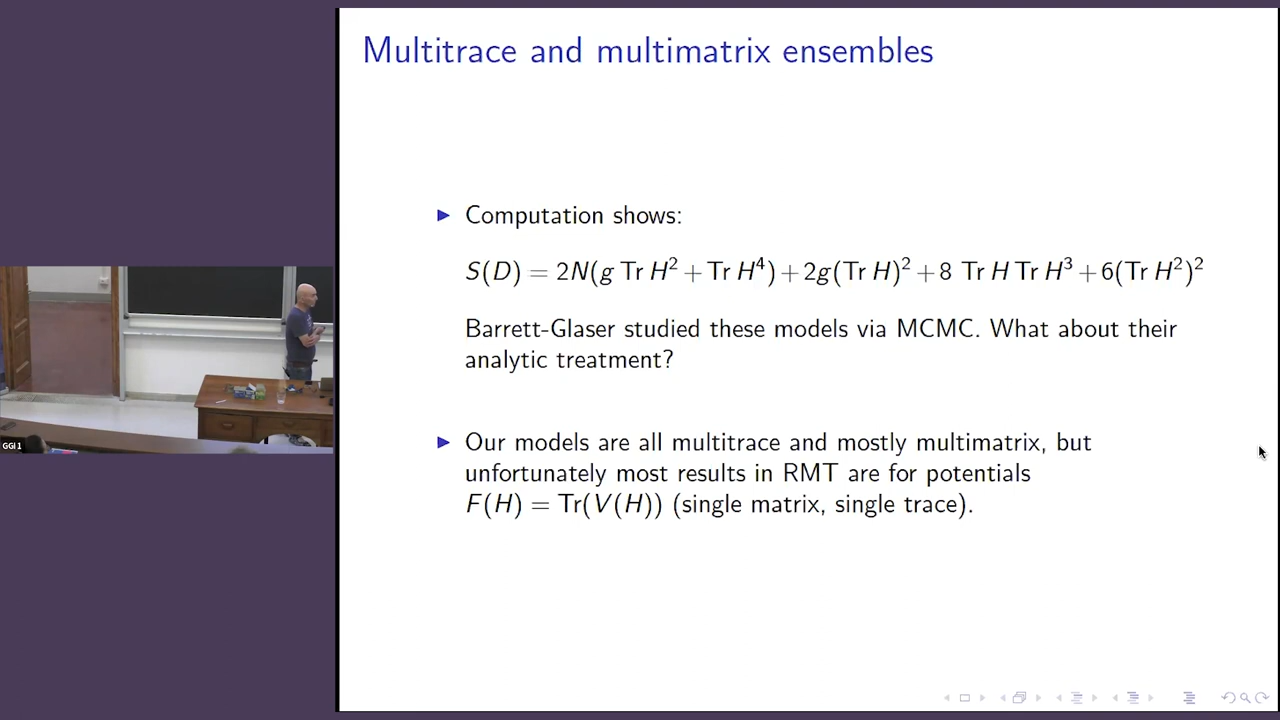 Multitrace and multimatrix ensembles
▶ Computation shows:
S(D) = 2N(g Tr H² + Tr H⁴) + 2g(Tr H)² + 8 Tr H Tr H³ + 6(Tr H²)²
Barrett-Glaser studied these models via MCMC. What about their
analytic treatment?
▶ Our models are all multitrace and mostly multimatrix, but
unfortunately most results in RMT are for potentials
F(H) = Tr(V(H)) (single matrix, single trace).
GGI 1